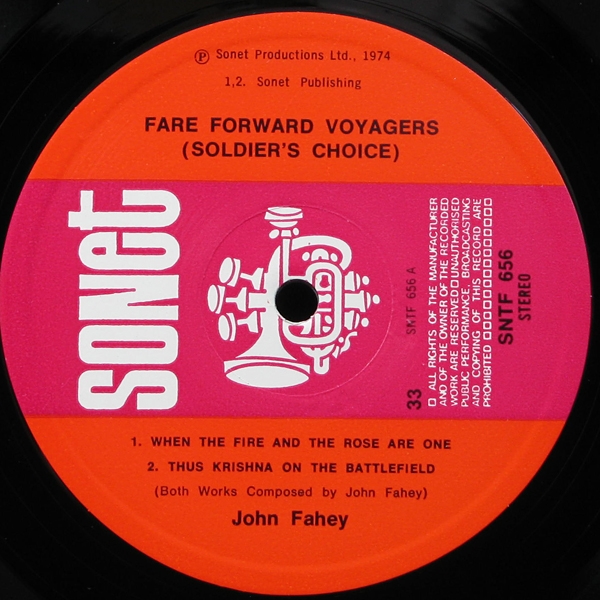 ℗ Sonet Productions Ltd., 1974
1,2. Sonet Publishing
FARE FORWARD VOYAGERS
(SOLDIER'S CHOICE)
sonet
33
SNTF 656 A
□ ALL RIGHTS OF THE MANUFACTURER
AND OF THE OWNER OF THE RECORDED
WORK ARE RESERVED □ UNAUTHORISED
PUBLIC PERFORMANCE, BROADCASTING
AND COPYING OF THIS RECORD ARE
PROHIBITED □□□□□□□□□□□□□□
SNTF 656
STEREO
1. WHEN THE FIRE AND THE ROSE ARE ONE
2. THUS KRISHNA ON THE BATTLEFIELD
(Both Works Composed by John Fahey)
John Fahey